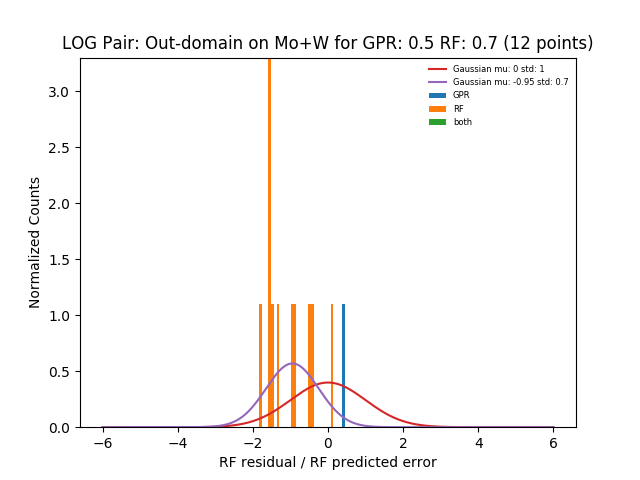 LOG Pair: Out-domain on Mo+W for GPR: 0.5 RF: 0.7 (12 points)
Gaussian mu: 0 std: 1
Gaussian mu: -0.95 std: 0.7
GPR
RF
both
Normalized Counts
3.0
2.5
2.0
1.5
1.0
0.5
0.0
−6 −4 −2 0 2 4 6
RF residual / RF predicted error